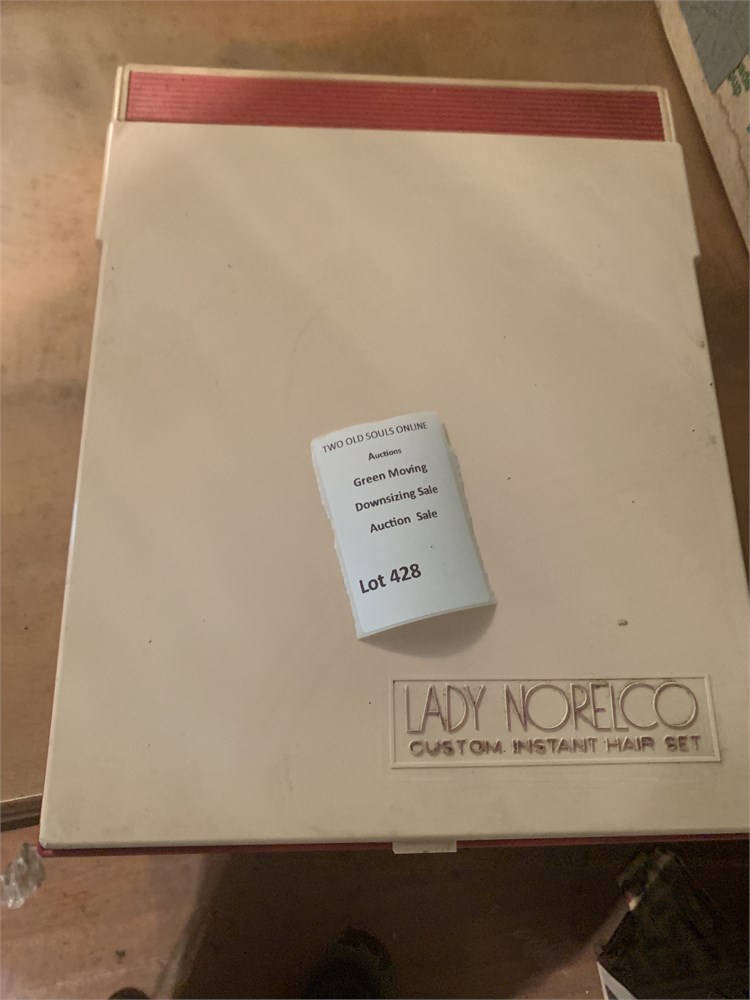 TWO OLD SOULS ONLINE
Auctions
Green Moving
Downsizing Sale
Auction Sale
Lot 428
LADY NORELCO
CUSTOM INSTANT HAIR SET